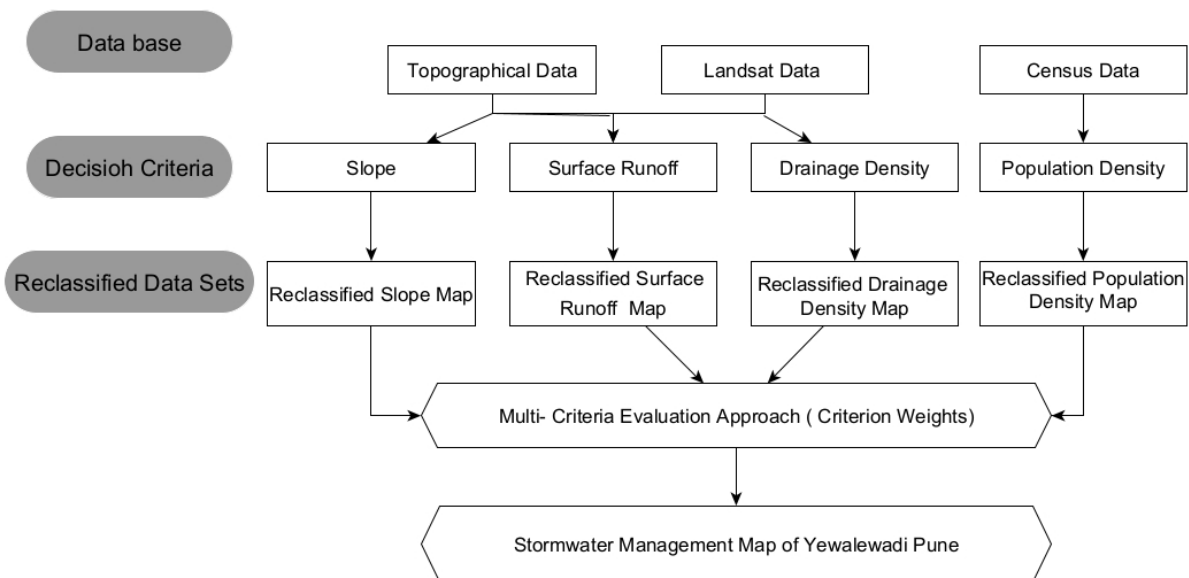 Data base
Topographical Data
Landsat Data
Census Data
Decisioh Criteria
Slope
Surface Runoff
Drainage Density
Population Density
Reclassified Data Sets
Reclassified Slope Map
Reclassified Surface
Runoff Map
Reclassified Drainage
Density Map
Reclassified Population
Density Map
Multi- Criteria Evaluation Approach ( Criterion Weights)
Stormwater Management Map of Yewalewadi Pune